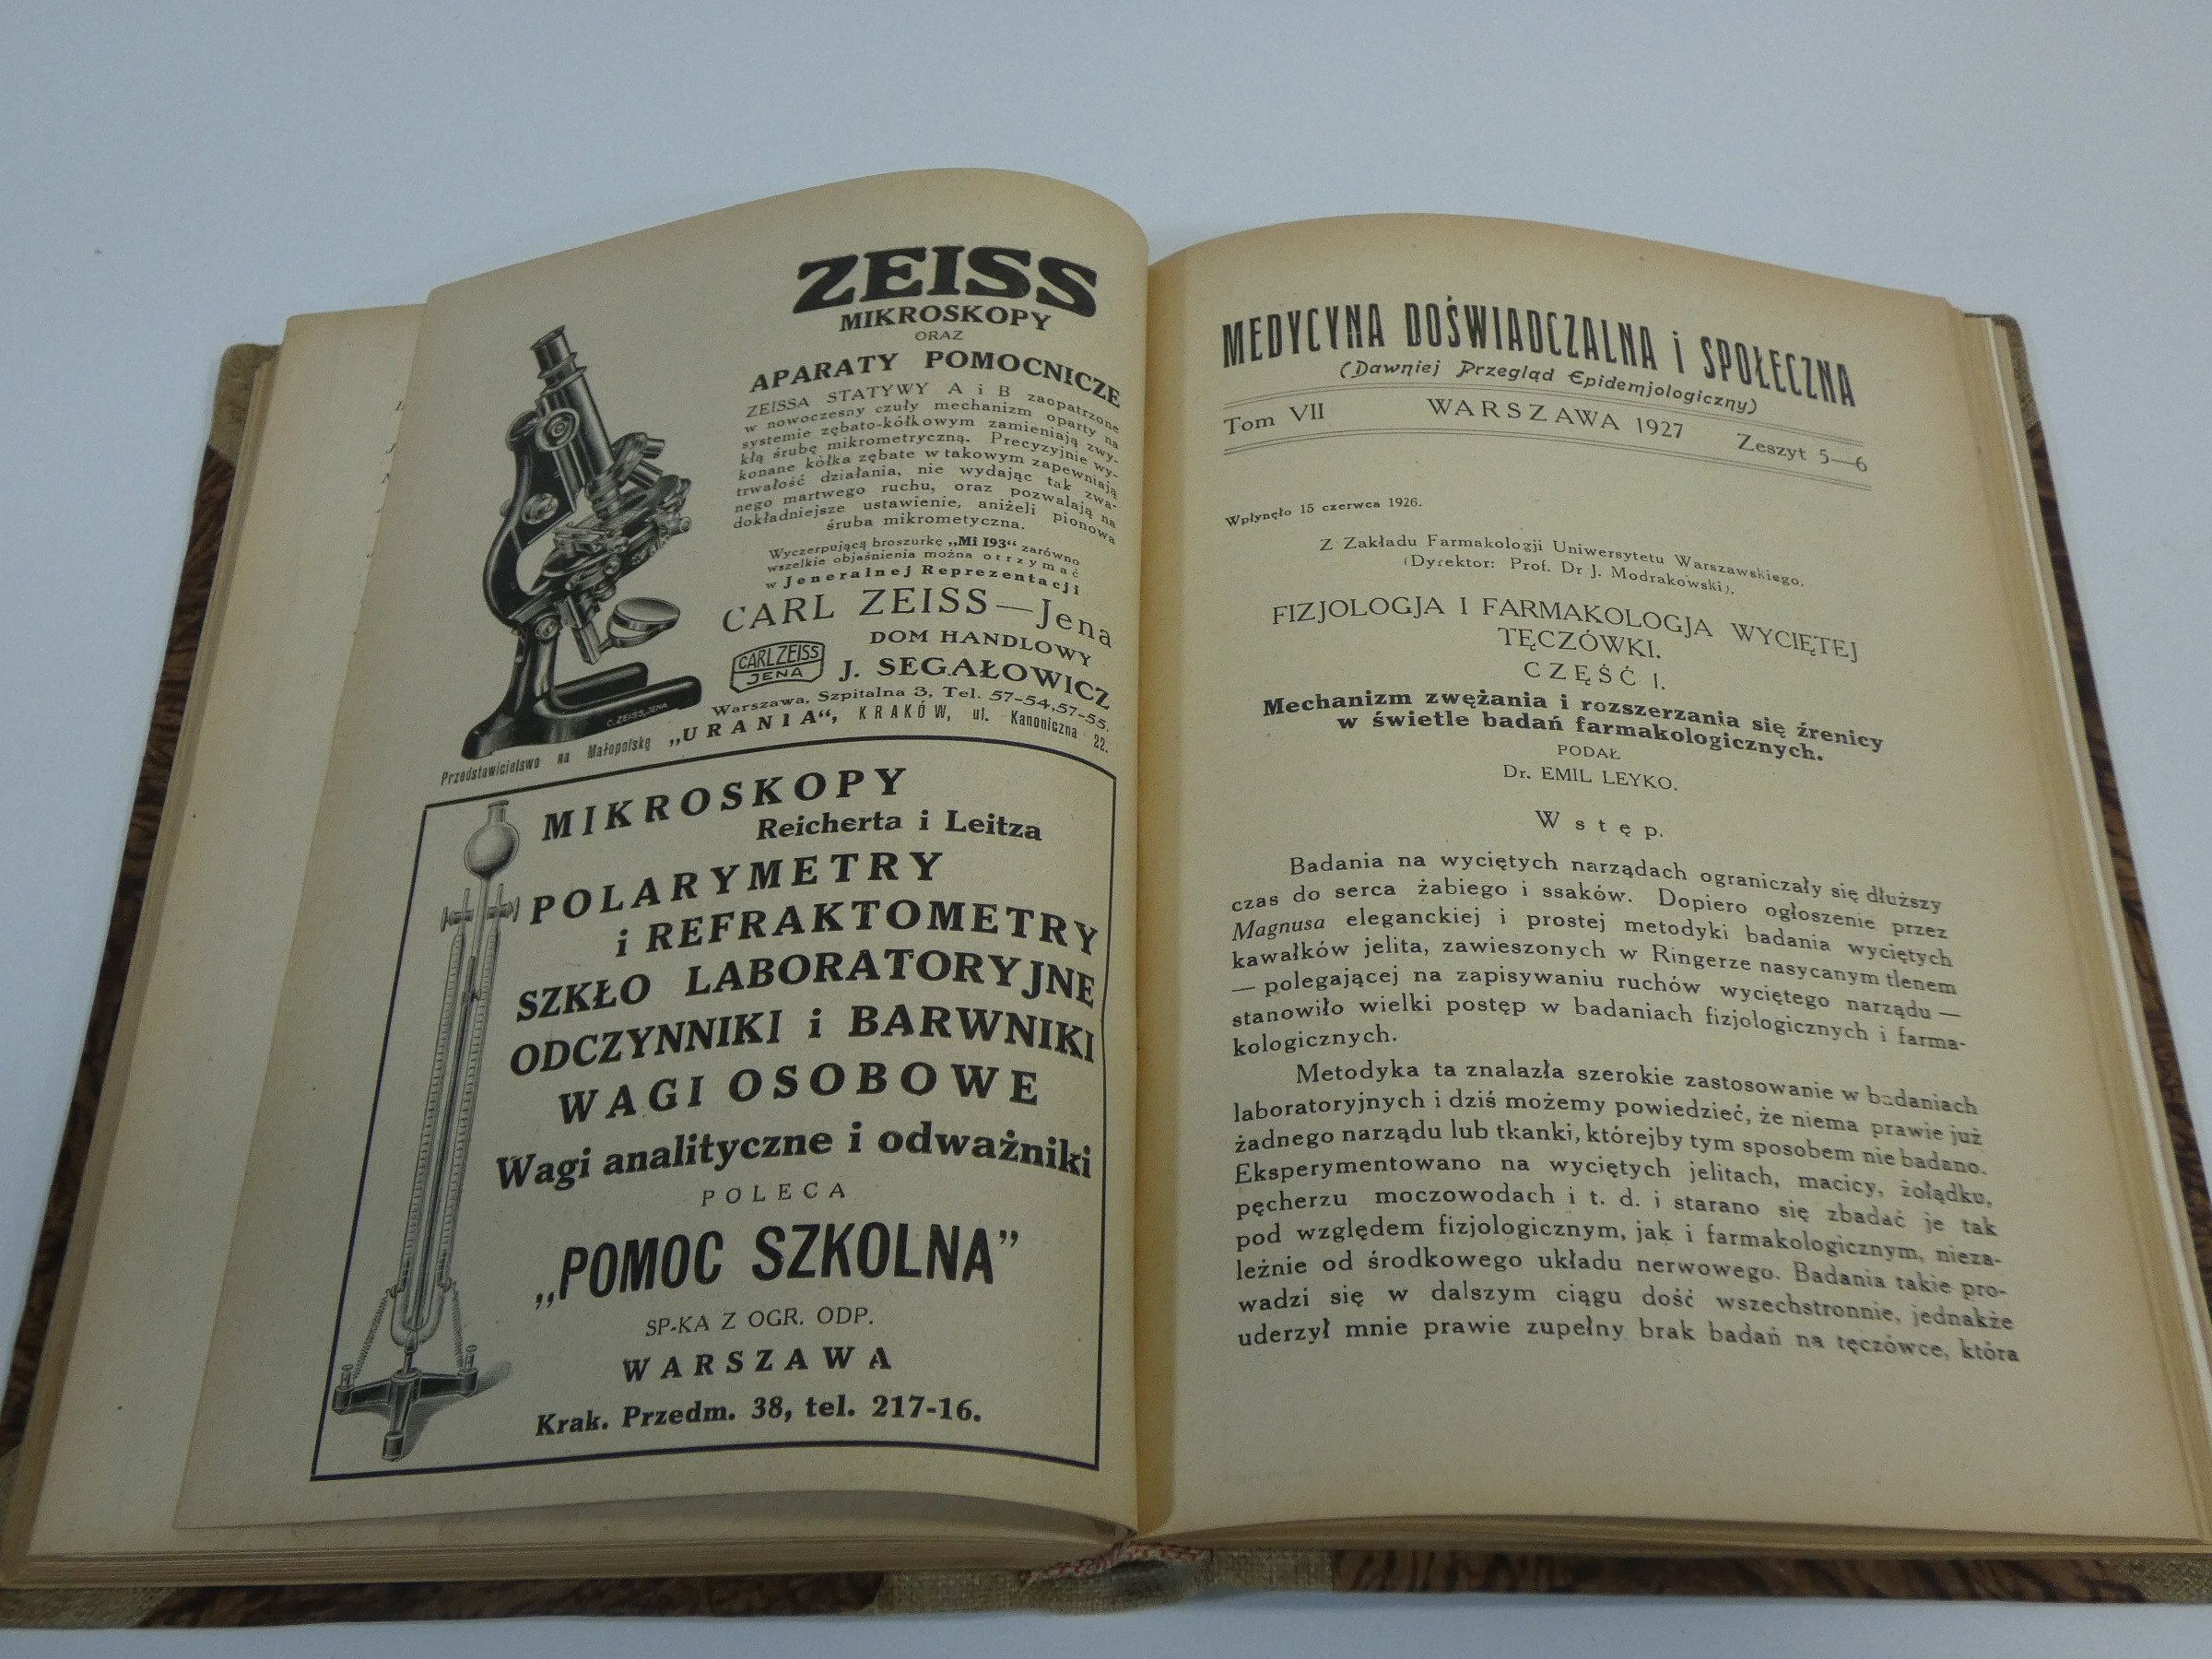 ZEISS
MIKROSKOPY
ORAZ
APARATY POMOCNICZE
ZEISSA STATYWY A i B zaopatrzone
w nowoczesny czuły mechanizm oparty na
systemie zębato-kółkowym zamieniają zwy-
kłą śrubę mikrometryczną. Precyzyjnie wy-
konane kółka zębate w takowym zapewniają
trwałość działania, nie wydając tak zwa-
nego martwego ruchu, oraz pozwalają na
dokładniejsze ustawienie, aniżeli pionowa
śruba mikrometyczna.
Wyczerpującą broszurkę „Mi 193“ zarówno
wszelkie objaśnienia można otrzymać
w Jeneralnej Reprezentacji
CARL ZEISS—Jena
CARL ZEISS
JENA
DOM HANDLOWY
J. SEGAŁOWICZ
Warszawa, Szpitalna 3, Tel. 57-54, 57-55.
C. ZEISS, JENA
Przedstawicielstwo na Małopolskę „URANIA“, KRAKÓW, ul. Kanoniczna 22.
MIKROSKOPY
Reicherta i Leitza
POLARYMETRY
i REFRAKTOMETRY
SZKŁO LABORATORYJNE
ODCZYNNIKI i BARWNIKI
WAGI OSOBOWE
Wagi analityczne i odważniki
POLECA
„POMOC SZKOLNA”
SP-KA Z OGR. ODP.
WARSZAWA
Krak. Przedm. 38, tel. 217-16.
MEDYCYNA DOŚWIADCZALNA i SPOŁECZNA
(Dawniej Przegląd Epidemjologiczny)
Tom VII WARSZAWA 1927 Zeszyt 5—6
Wpłynęło 15 czerwca 1926.
Z Zakładu Farmakologji Uniwersytetu Warszawskiego.
(Dyrektor: Prof. Dr J. Modrakowski).
FIZJOLOGJA I FARMAKOLOGJA WYCIĘTEJ
TĘCZÓWKI.
CZĘŚĆ I.
Mechanizm zwężania i rozszerzania się źrenicy
w świetle badań farmakologicznych.
PODAŁ
Dr. EMIL LEYKO.
Wstęp.
Badania na wyciętych narządach ograniczały się dłuższy
czas do serca żabiego i ssaków. Dopiero ogłoszenie przez
Magnusa eleganckiej i prostej metodyki badania wyciętych
kawałków jelita, zawieszonych w Ringerze nasycanym tlenem
— polegającej na zapisywaniu ruchów wyciętego narządu —
stanowiło wielki postęp w badaniach fizjologicznych i farma-
kologicznych.
Metodyka ta znalazła szerokie zastosowanie w badaniach
laboratoryjnych i dziś możemy powiedzieć, że niema prawie już
żadnego narządu lub tkanki, którejby tym sposobem nie badano.
Eksperymentowano na wyciętych jelitach, macicy, żołądku,
pęcherzu moczowodach i t. d. i starano się zbadać je tak
pod względem fizjologicznym, jak i farmakologicznym, nieza-
leżnie od środkowego układu nerwowego. Badania takie pro-
wadzi się w dalszym ciągu dość wszechstronnie, jednakże
uderzył mnie prawie zupełny brak badań na tęczówce, która